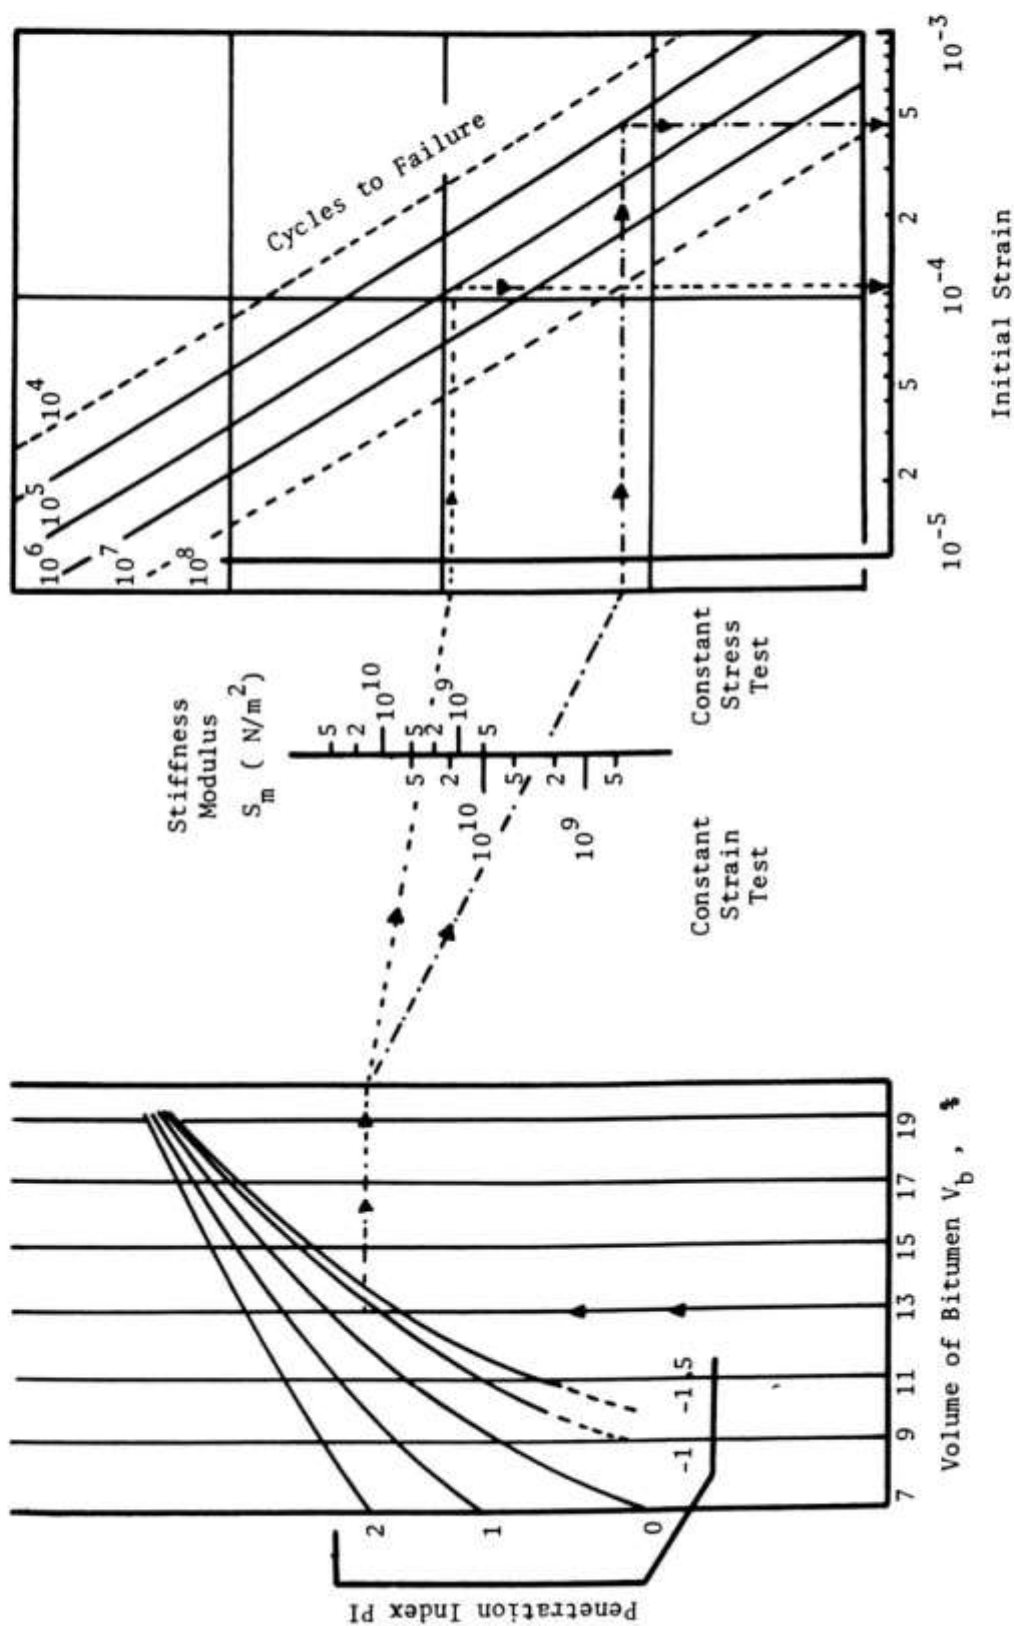 Penetration Index PI
2
1
0
-1
-1 5
7
9
11
13
15
17
19
Volume of Bitumen Vb , %
Stiffness
Modulus
Sm ( N/m2)
5
2
10^10
5
2
10^9
5
5
2
10^10
5
2
10^9
5
Constant
Strain
Test
Constant
Stress
Test
Cycles to Failure
10^4
10^5
10^6
10^7
10^8
10^-5
2
5
10^-4
2
5
10^-3
Initial Strain